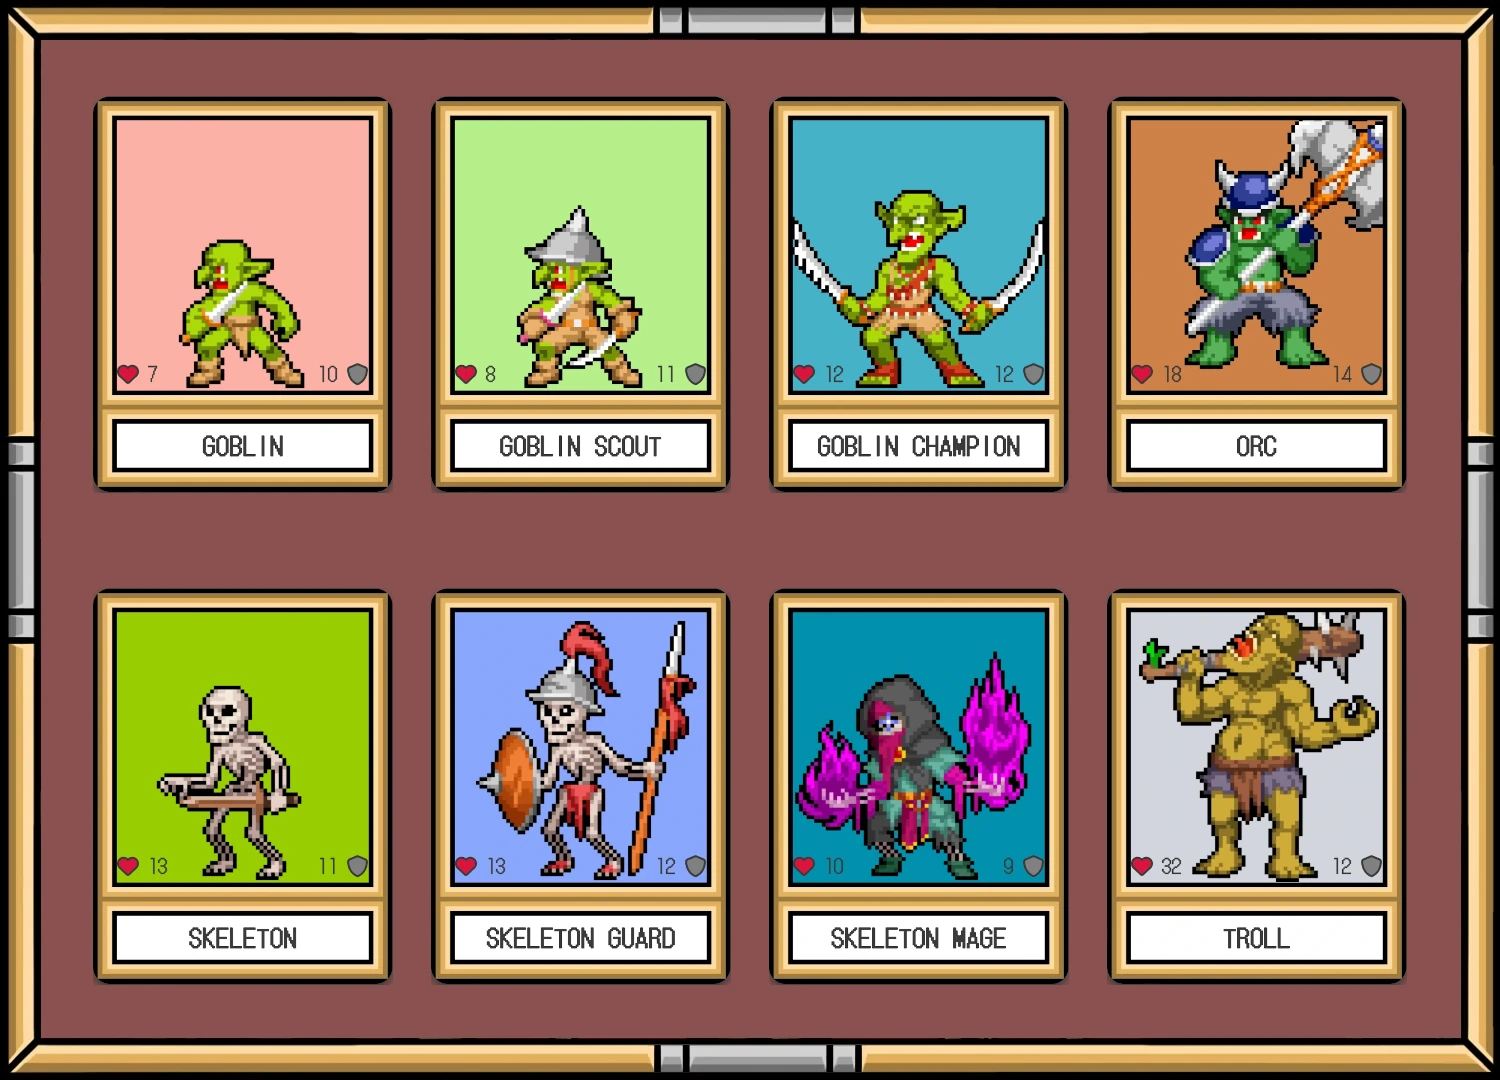 7 10
8 11
12 12
18 14
GOBLIN
GOBLIN SCOUT
GOBLIN CHAMPION
ORC
13 11
13 12
10 9
32 12
SKELETON
SKELETON GUARD
SKELETON MAGE
TROLL